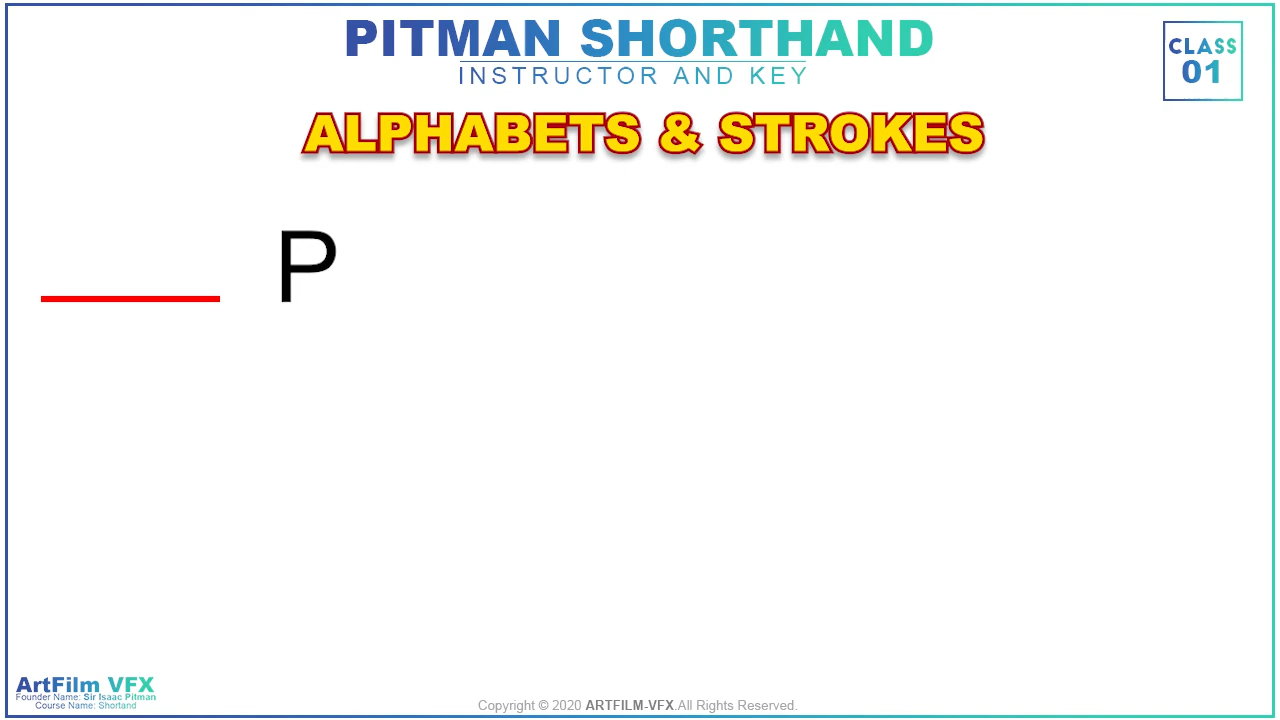 PITMAN SHORTHAND
INSTRUCTOR AND KEY
CLASS
01
ALPHABETS & STROKES
P
ArtFilm VFX
Founder Name: Sir Isaac Pitman
Course Name: Shortand
Copyright © 2020 ARTFILM-VFX.All Rights Reserved.